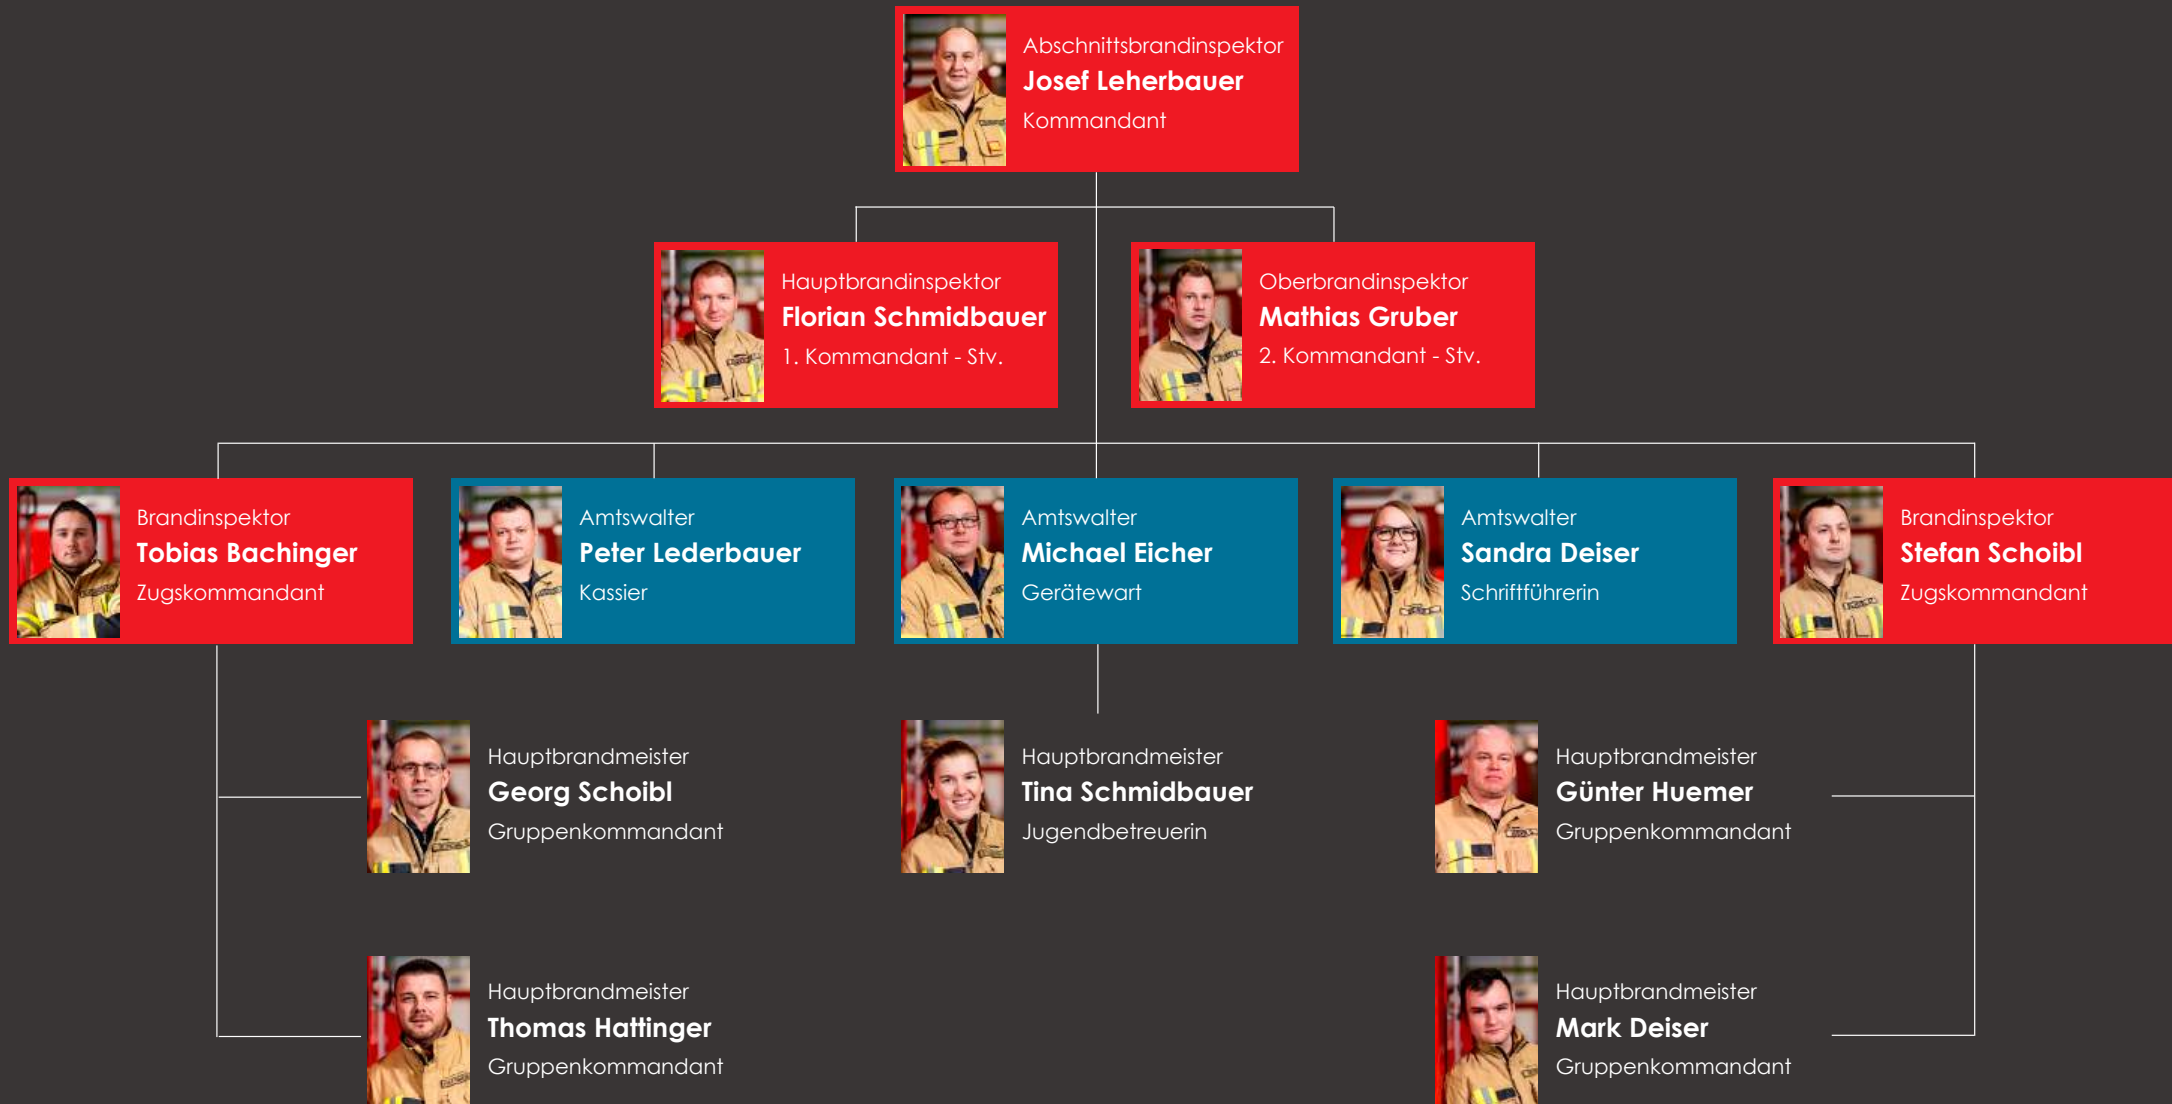 Abschnittsbrandinspektor
Josef Leherbauer
Kommandant
Hauptbrandinspektor
Florian Schmidbauer
1. Kommandant - Stv.
Oberbrandinspektor
Mathias Gruber
2. Kommandant - Stv.
Brandinspektor
Tobias Bachinger
Zugskommandant
Amtswalter
Peter Lederbauer
Kassier
Amtswalter
Michael Eicher
Gerätewart
Amtswalter
Sandra Deiser
Schriftführerin
Brandinspektor
Stefan Schoibl
Zugskommandant
Hauptbrandmeister
Georg Schoibl
Gruppenkommandant
Hauptbrandmeister
Tina Schmidbauer
Jugendbetreuerin
Hauptbrandmeister
Günter Huemer
Gruppenkommandant
Hauptbrandmeister
Thomas Hattinger
Gruppenkommandant
Hauptbrandmeister
Mark Deiser
Gruppenkommandant